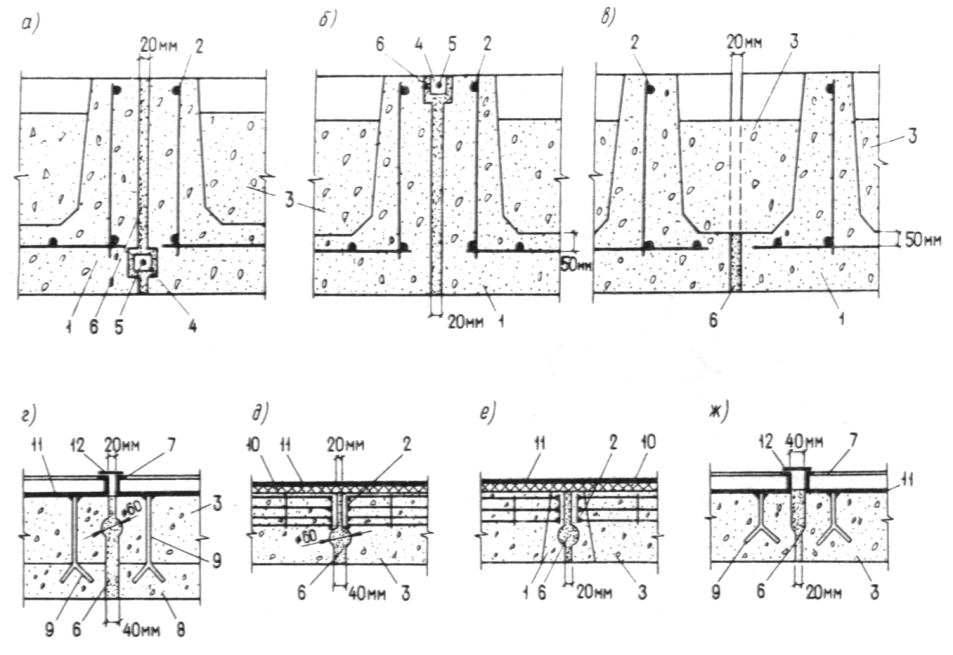 а) б) в)
20мм 2 6 4 5 2 2 20мм 3
3 3
50мм 50мм
1 6 5 4 20мм 1 6 1
г) д) е) ж)
20мм 20мм 40мм
11 12 7 10 11 2 11 2 10 12 7
11
3 ⌀60 ⌀60
9
9 6 40мм 8 6 40мм 3 1 6 20мм 3 9 6 20мм 3